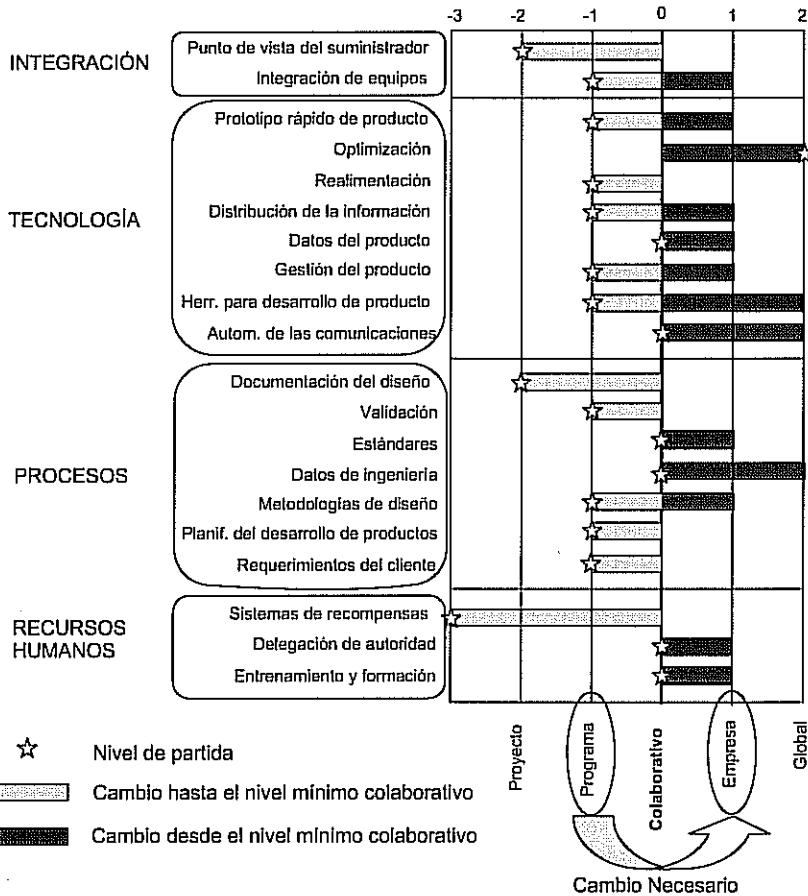 -3 -2 -1 0 1 2
INTEGRACIÓN
Punto de vista del suministrador
Integración de equipos
TECNOLOGÍA
Prototipo rápido de producto
Optimización
Realimentación
Distribución de la información
Datos del producto
Gestión del producto
Herr. para desarrollo de producto
Autom. de las comunicaciones
PROCESOS
Documentación del diseño
Validación
Estándares
Datos de ingeniería
Metodologías de diseño
Planif. del desarrollo de productos
Requerimientos del cliente
RECURSOS
HUMANOS
Sistemas de recompensas
Delegación de autoridad
Entrenamiento y formación
Proyecto
Programa
Colaborativo
Empresa
Global
Nivel de partida
Cambio hasta el nivel mínimo colaborativo
Cambio desde el nivel mínimo colaborativo
Cambio Necesario